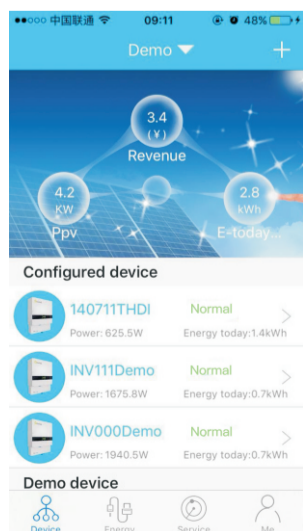 中国联通 09:11 48%
Demo
3.4
(¥)
Revenue
4.2
KW
Ppv
2.8
kWh
E-today...
Configured device
140711THDI Normal
Power: 625.5W Energy today:1.4kWh
INV111Demo Normal
Power: 1675.8W Energy today:0.7kWh
INV000Demo Normal
Power: 1940.5W Energy today:0.7kWh
Demo device
Device Energy Service Me